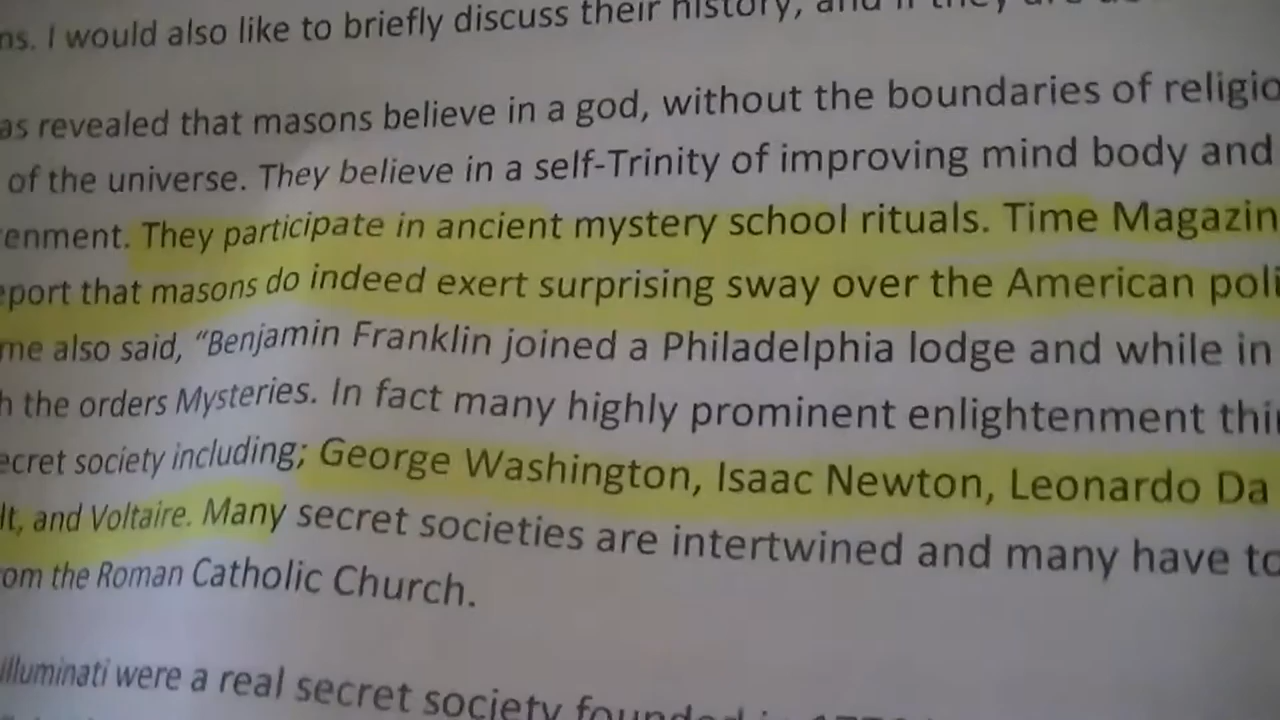 ns. I would also like to briefly discuss their history, and if they are
as revealed that masons believe in a god, without the boundaries of religio
of the universe. They believe in a self-Trinity of improving mind body and
enment. They participate in ancient mystery school rituals. Time Magazin
eport that masons do indeed exert surprising sway over the American poli
me also said, “Benjamin Franklin joined a Philadelphia lodge and while in
h the orders Mysteries. In fact many highly prominent enlightenment thi
ecret society including; George Washington, Isaac Newton, Leonardo Da
lt, and Voltaire. Many secret societies are intertwined and many have to
om the Roman Catholic Church.
illuminati were a real secret society founded in